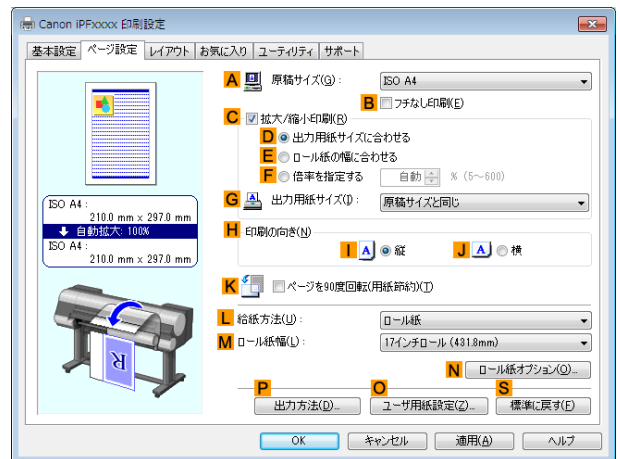 Canon iPFxxxx 印刷設定
基本設定 ページ設定 レイアウト お気に入り ユーティリティ サポート
A 原稿サイズ(G): ISO A4
B フチなし印刷(E)
C 拡大/縮小印刷(R)
D 出力用紙サイズに合わせる
E ロール紙の幅に合わせる
F 倍率を指定する 自動 % (5～600)
G 出力用紙サイズ(I): 原稿サイズと同じ
ISO A4 :
210.0 mm x 297.0 mm
自動拡大: 100%
ISO A4 :
210.0 mm x 297.0 mm
H 印刷の向き(N)
I A 縦 J A 横
K ページを90度回転(用紙節約)(T)
L 給紙方法(U): ロール紙
M ロール紙幅(L): 17インチロール (431.8mm)
R
N ロール紙オプション(O)...
P O S
出力方法(D)... ユーザ用紙設定(Z)... 標準に戻す(F)
OK キャンセル 適用(A) ヘルプ